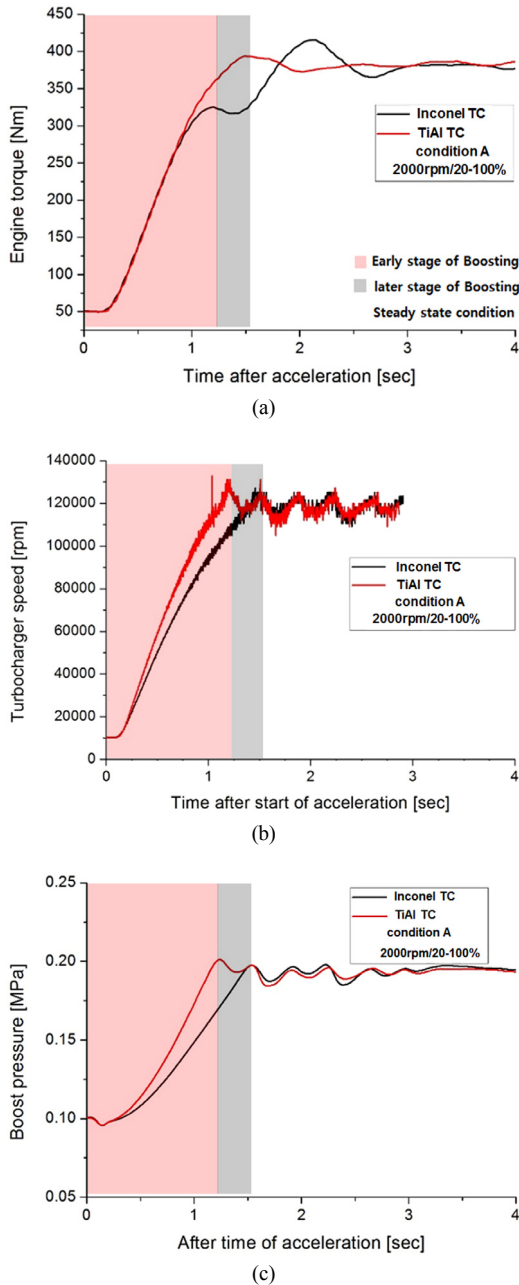 450
400
350
300
250
200
150
100
50
Engine torque [Nm]
Inconel TC
TiAl TC
condition A
2000rpm/20-100%
Early stage of Boosting
later stage of Boosting
Steady state condition
0 1 2 3 4
Time after acceleration [sec]
(a)
140000
120000
100000
80000
60000
40000
20000
0
Turbocharger speed [rpm]
Inconel TC
TiAl TC
condition A
2000rpm/20-100%
0 1 2 3 4
Time after start of acceleration [sec]
(b)
0.25
0.20
0.15
0.10
0.05
Boost pressure [MPa]
Inconel TC
TiAl TC
condition A
2000rpm/20-100%
0 1 2 3 4
After time of acceleration [sec]
(c)